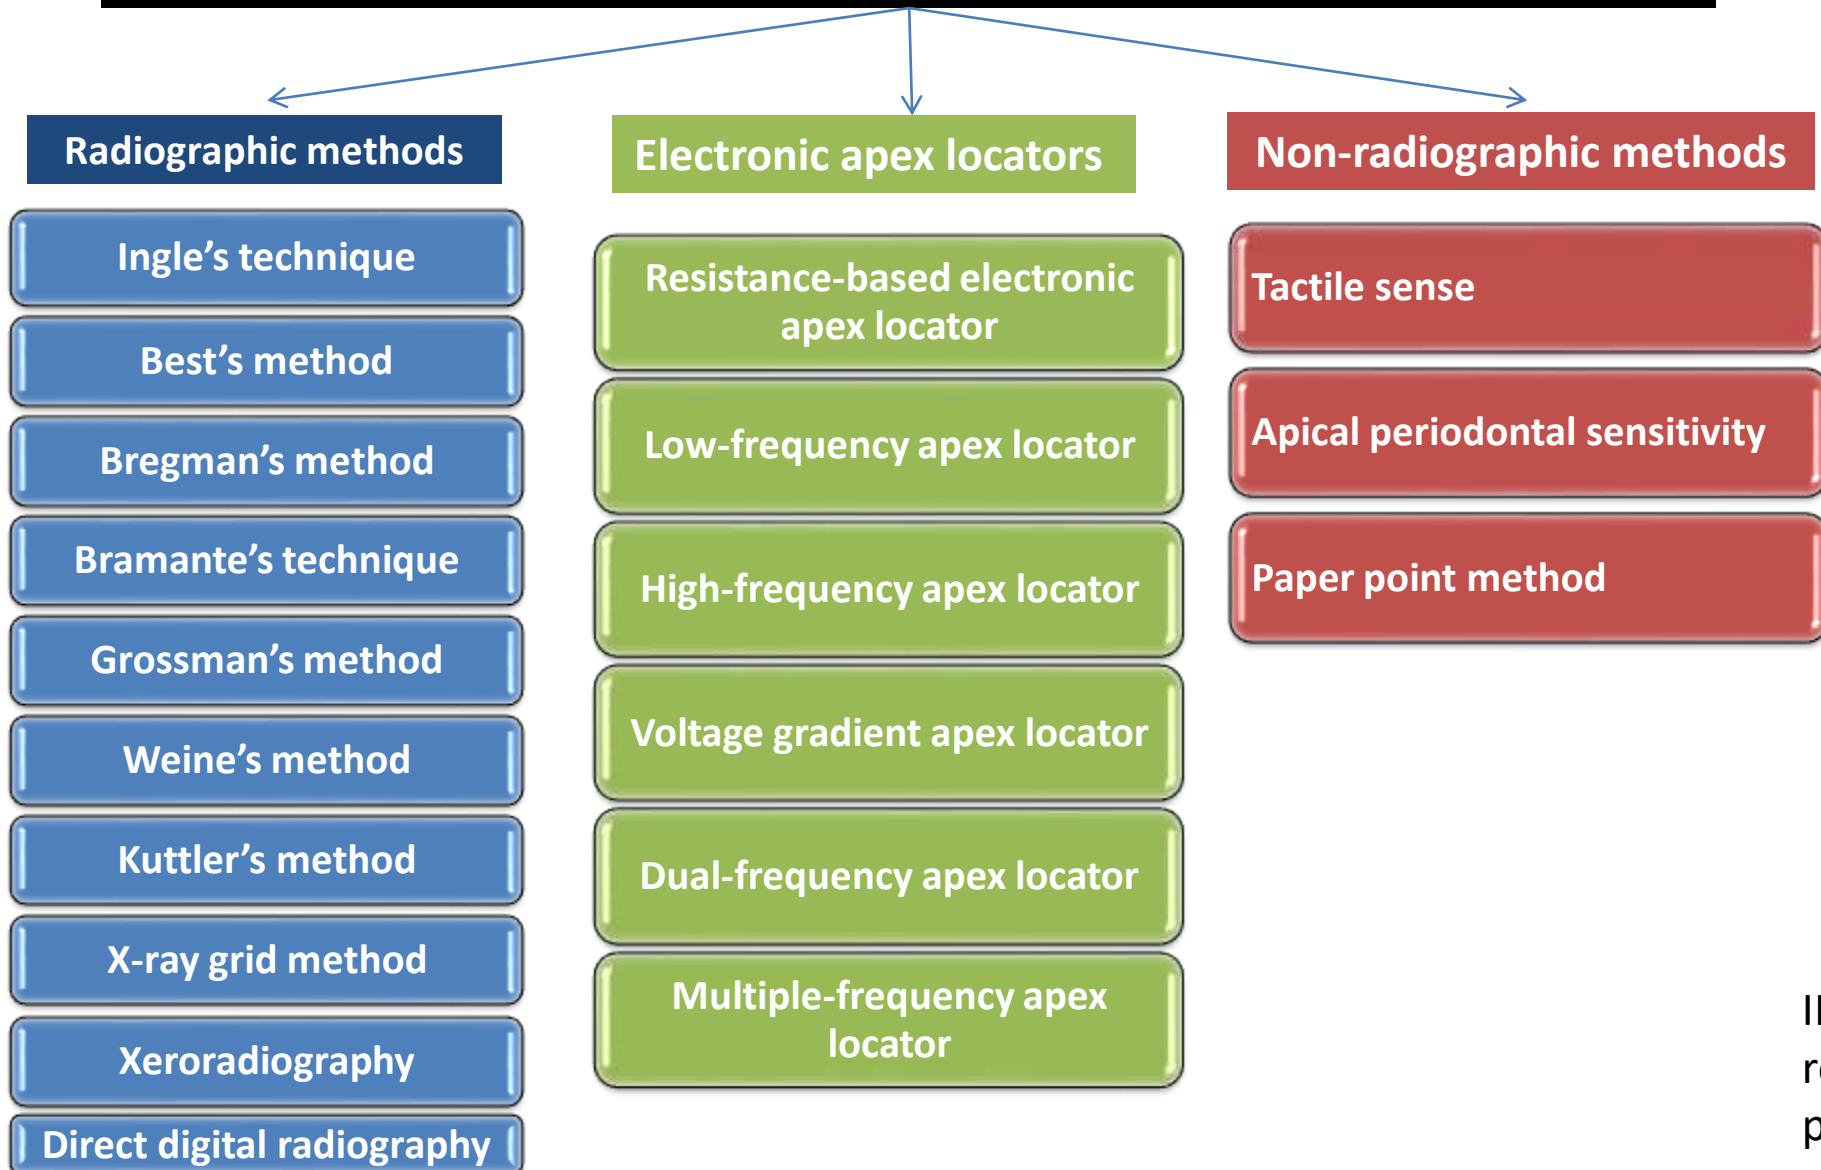 Radiographic methods
Ingle’s technique
Best’s method
Bregman’s method
Bramante’s technique
Grossman’s method
Weine’s method
Kuttler’s method
X-ray grid method
Xeroradiography
Direct digital radiography
Electronic apex locators
Resistance-based electronic
apex locator
Low-frequency apex locator
High-frequency apex locator
Voltage gradient apex locator
Dual-frequency apex locator
Multiple-frequency apex
locator
Non-radiographic methods
Tactile sense
Apical periodontal sensitivity
Paper point method